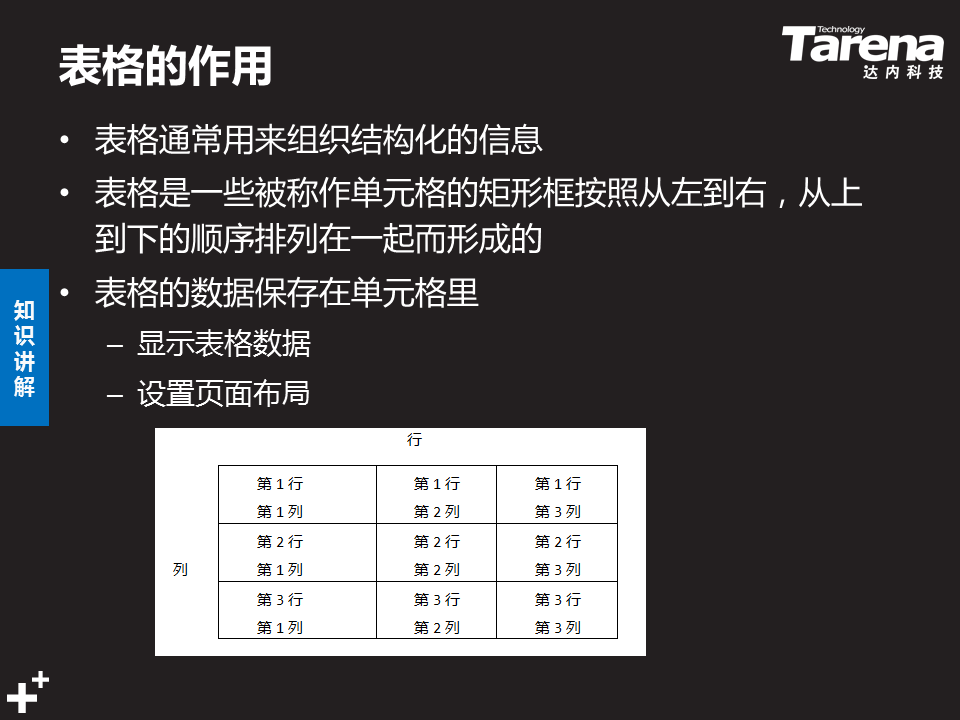 表格的作用
Technology
Tarena
达内科技
• 表格通常用来组织结构化的信息
• 表格是一些被称作单元格的矩形框按照从左到右，从上
到下的顺序排列在一起而形成的
• 表格的数据保存在单元格里
– 显示表格数据
– 设置页面布局
知
识
讲
解
行
第 1 行 第 1 行 第 1 行
第 1 列 第 2 列 第 3 列
第 2 行 第 2 行 第 2 行
列 第 1 列 第 2 列 第 3 列
第 3 行 第 3 行 第 3 行
第 1 列 第 2 列 第 3 列